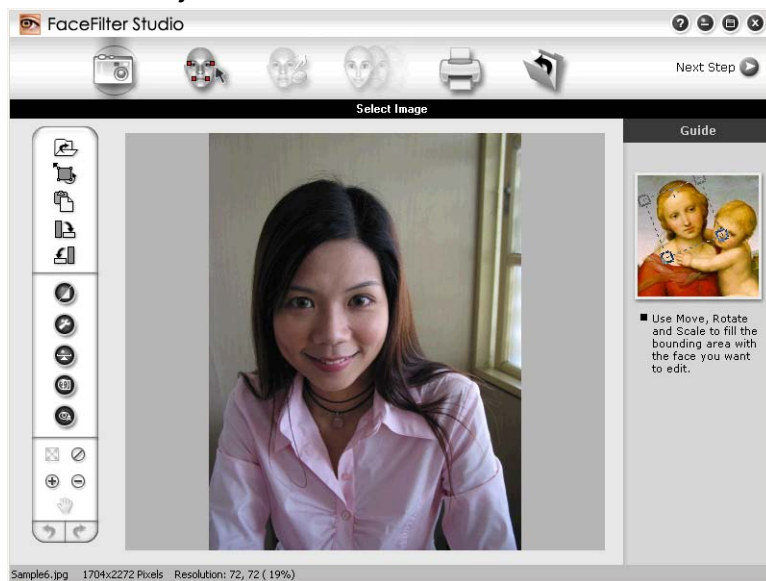 FaceFilter Studio
Next Step
Select Image
Guide
Use Move, Rotate
and Scale to fill the
bounding area with
the face you want
to edit.
Sample6.jpg 1704x2272 Pixels Resolution: 72, 72 ( 19%)